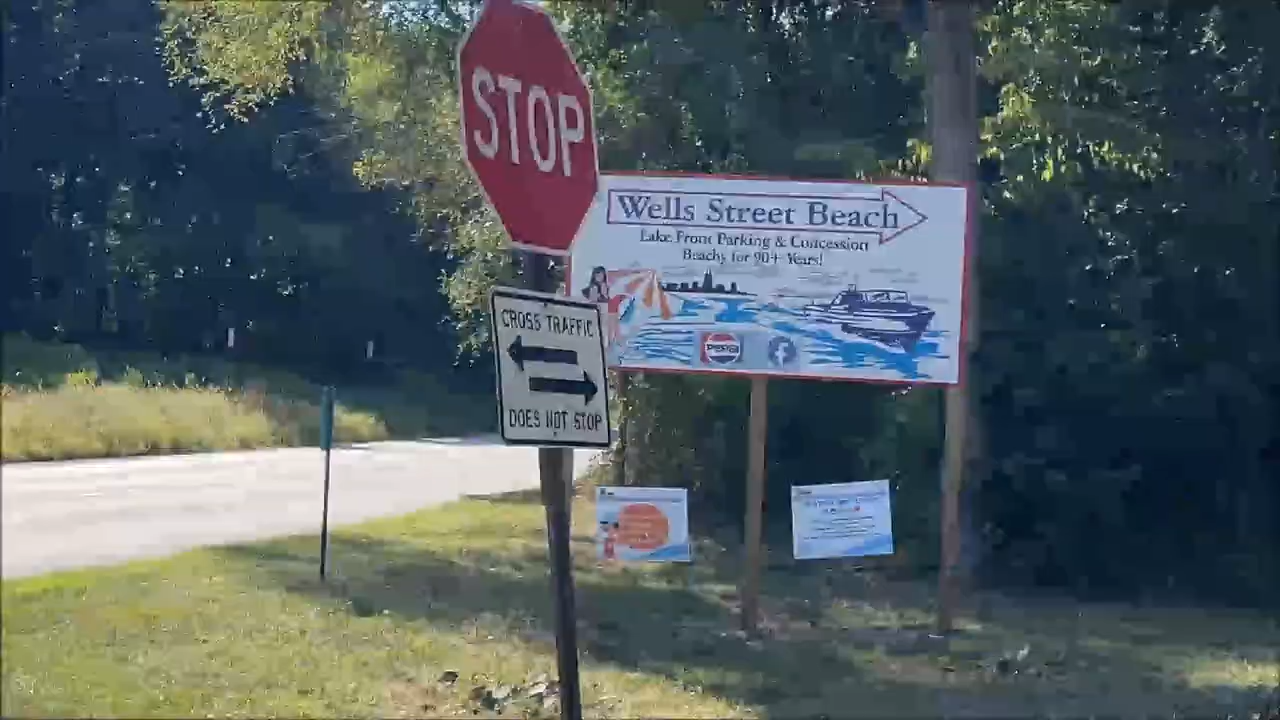 STOP
CROSS TRAFFIC
DOES NOT STOP
Wells Street Beach
Lake Front Parking & Concession
Beachy for 90+ Years!
pepsi
f